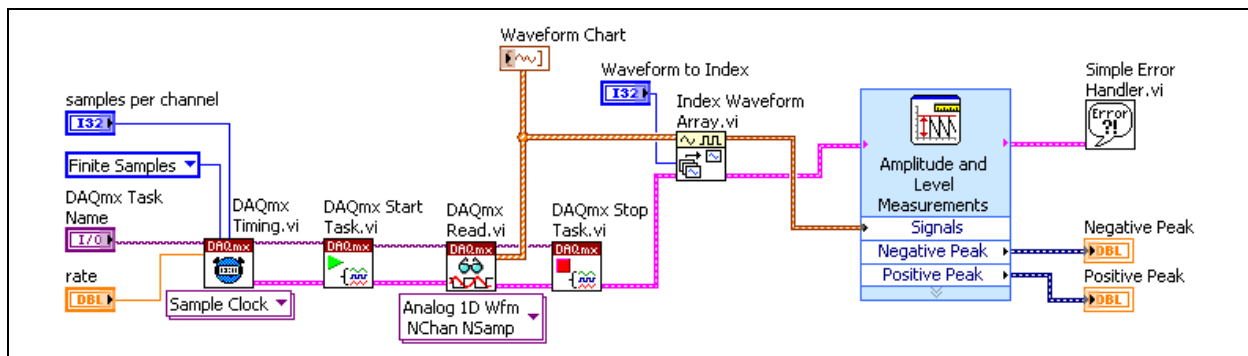 Waveform Chart
samples per channel
I32
Finite Samples
DAQmx Task
Name
I/O
rate
DBL
DAQmx
Timing.vi
DAQmx
Sample Clock
DAQmx Start
Task.vi
DAQmx
DAQmx
Read.vi
DAQmx
Analog 1D Wfm
NChan NSamp
DAQmx Stop
Task.vi
DAQmx
Waveform to Index
I32
Index Waveform
Array.vi
Amplitude and
Level
Measurements
Signals
Negative Peak
Positive Peak
Simple Error
Handler.vi
Error
?!
Negative Peak
DBL
Positive Peak
DBL